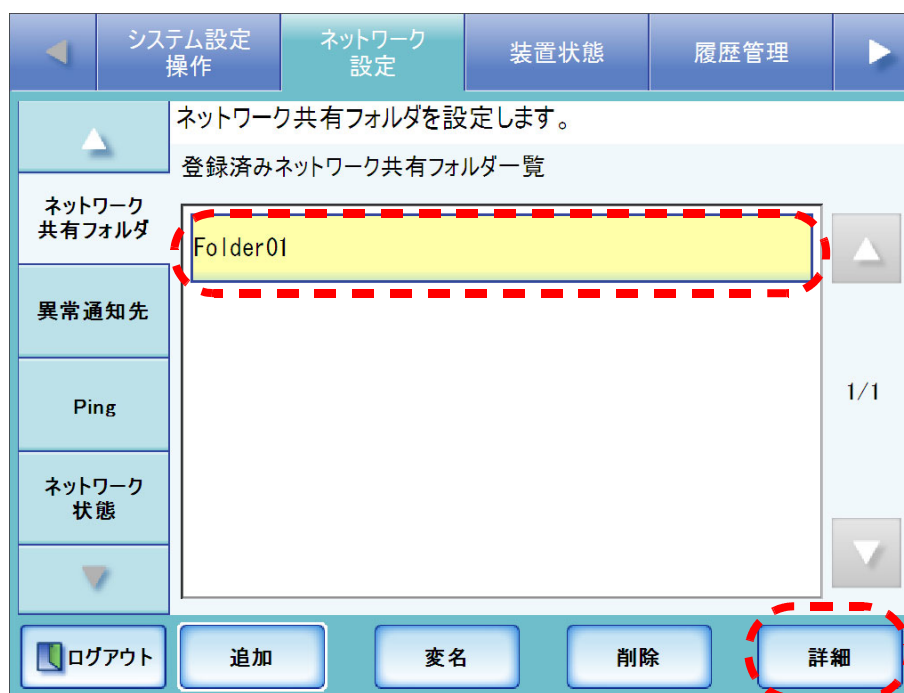 システム設定
操作
ネットワーク
設定
装置状態
履歴管理
ネットワーク共有フォルダを設定します。
登録済みネットワーク共有フォルダ一覧
ネットワーク
共有フォルダ
Folder01
異常通知先
Ping
1/1
ネットワーク
状態
ログアウト
追加
変名
削除
詳細